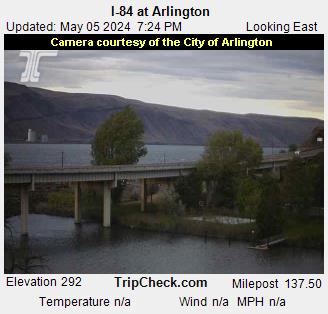 I-84 at Arlington
Updated: May 05 2024 7:24 PM Looking East
Camera courtesy of the City of Arlington
Elevation 292 TripCheck.com Milepost 137.50
Temperature n/a Wind n/a MPH n/a